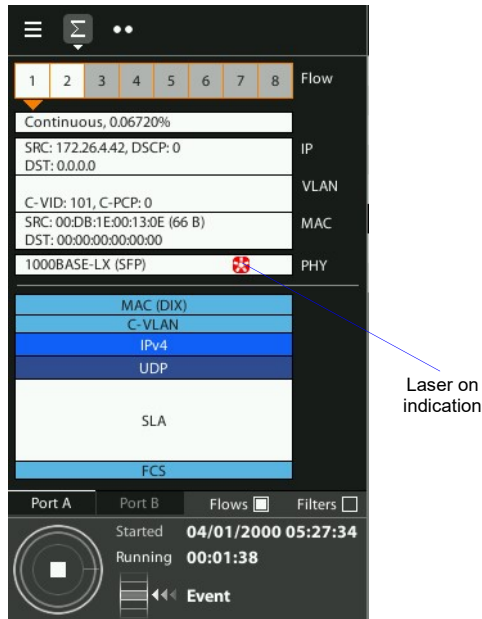 Σ
1 2 3 4 5 6 7 8 Flow
Continuous, 0.06720%
SRC: 172.26.4.42, DSCP: 0 IP
DST: 0.0.0.0
VLAN
C-VID: 101, C-PCP: 0
SRC: 00:DB:1E:00:13:0E (66 B) MAC
DST: 00:00:00:00:00:00
1000BASE-LX (SFP) PHY
MAC (DIX)
C-VLAN
IPv4
UDP
Laser on
indication
SLA
FCS
Port A Port B Flows Filters
Started 04/01/2000 05:27:34
Running 00:01:38
Event